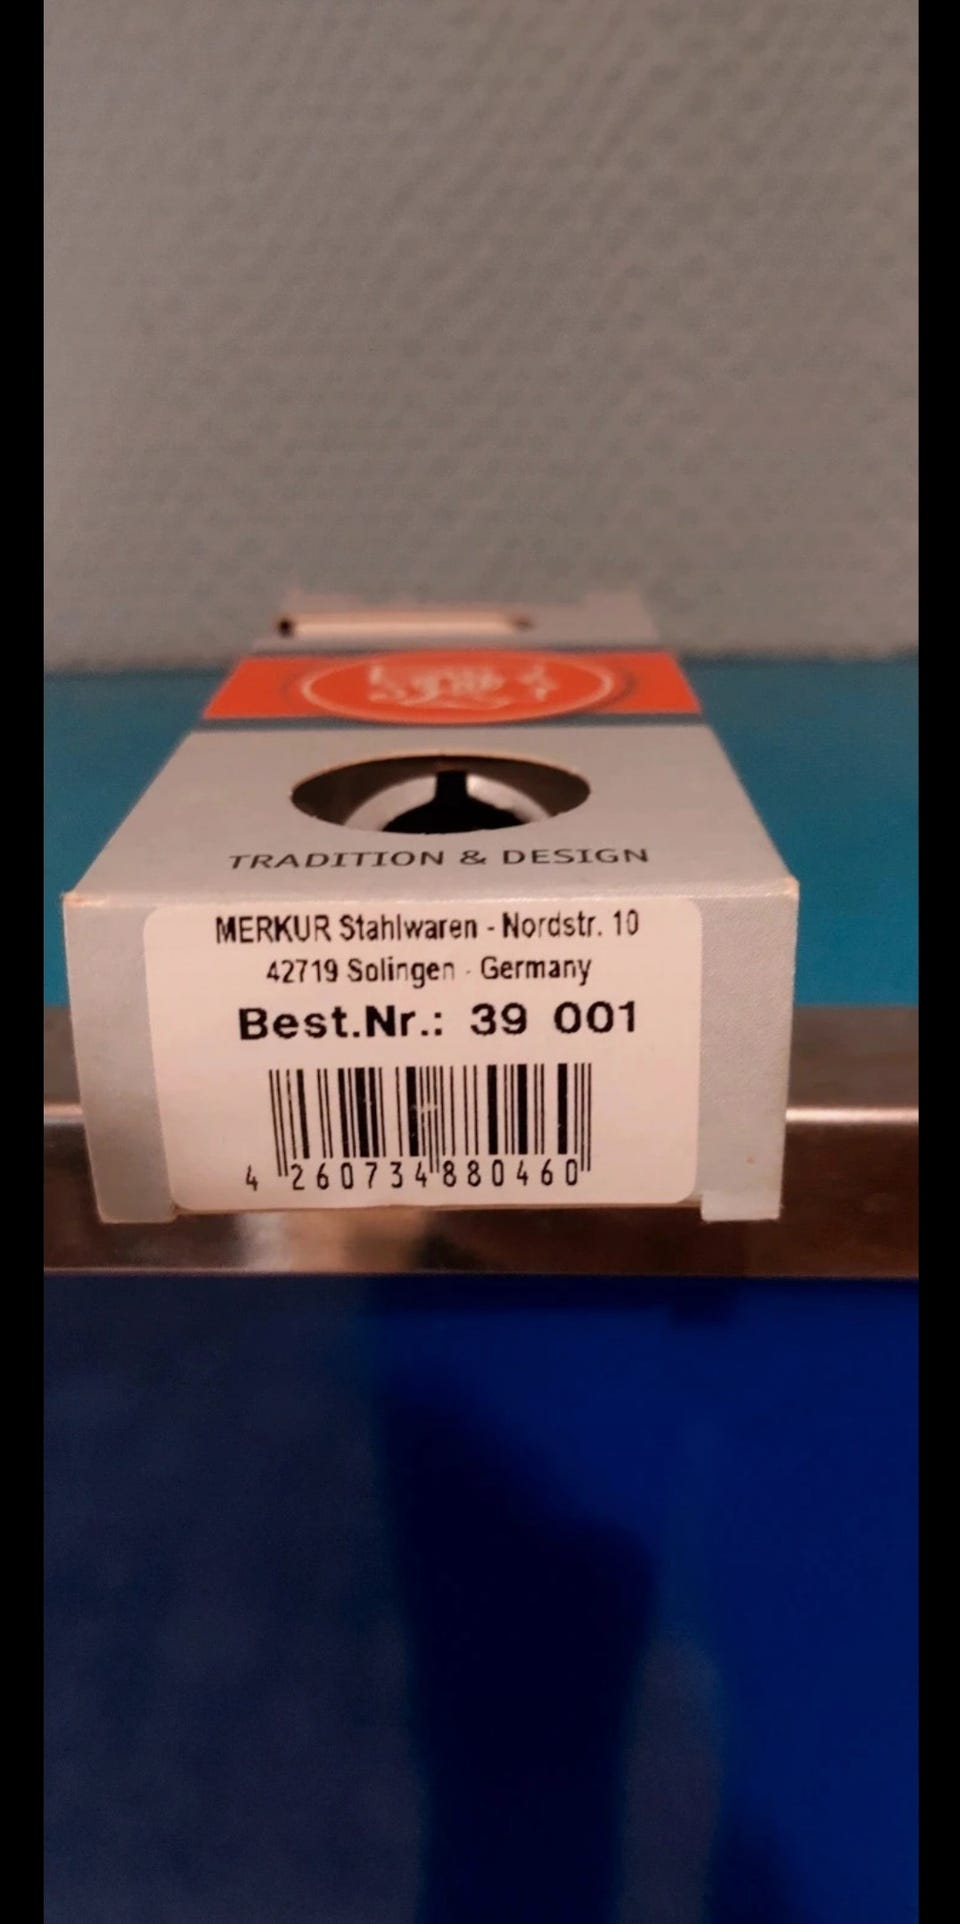 TRADITION & DESIGN
MERKUR Stahlwaren - Nordstr. 10
42719 Solingen - Germany
Best.Nr.: 39 001
4 260734 880460